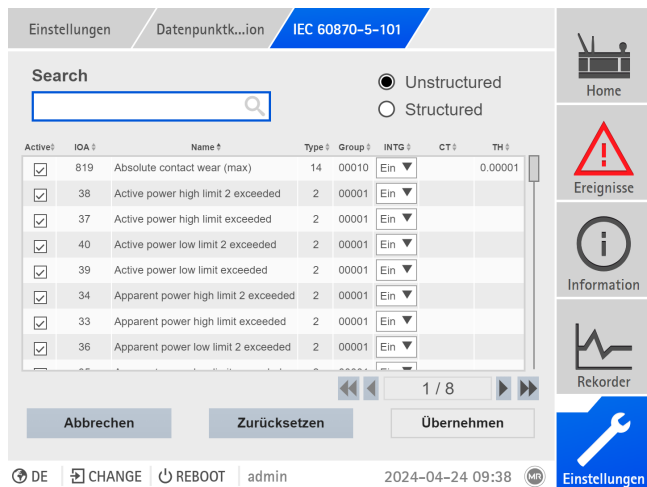 Einstellungen Datenpunktk...ion IEC 60870-5-101
Search
Unstructured
Structured
Active IOA Name Type Group INTG CT TH
819 Absolute contact wear (max) 14 00010 Ein 0.00001
38 Active power high limit 2 exceeded 2 00001 Ein
37 Active power high limit exceeded 2 00001 Ein
40 Active power low limit 2 exceeded 2 00001 Ein
39 Active power low limit exceeded 2 00001 Ein
34 Apparent power high limit 2 exceeded 2 00001 Ein
33 Apparent power high limit exceeded 2 00001 Ein
36 Apparent power low limit 2 exceeded 2 00001 Ein
1 / 8
Abbrechen Zurücksetzen Übernehmen
DE CHANGE REBOOT admin 2024-04-24 09:38 MR
Home
Ereignisse
Information
Rekorder
Einstellungen